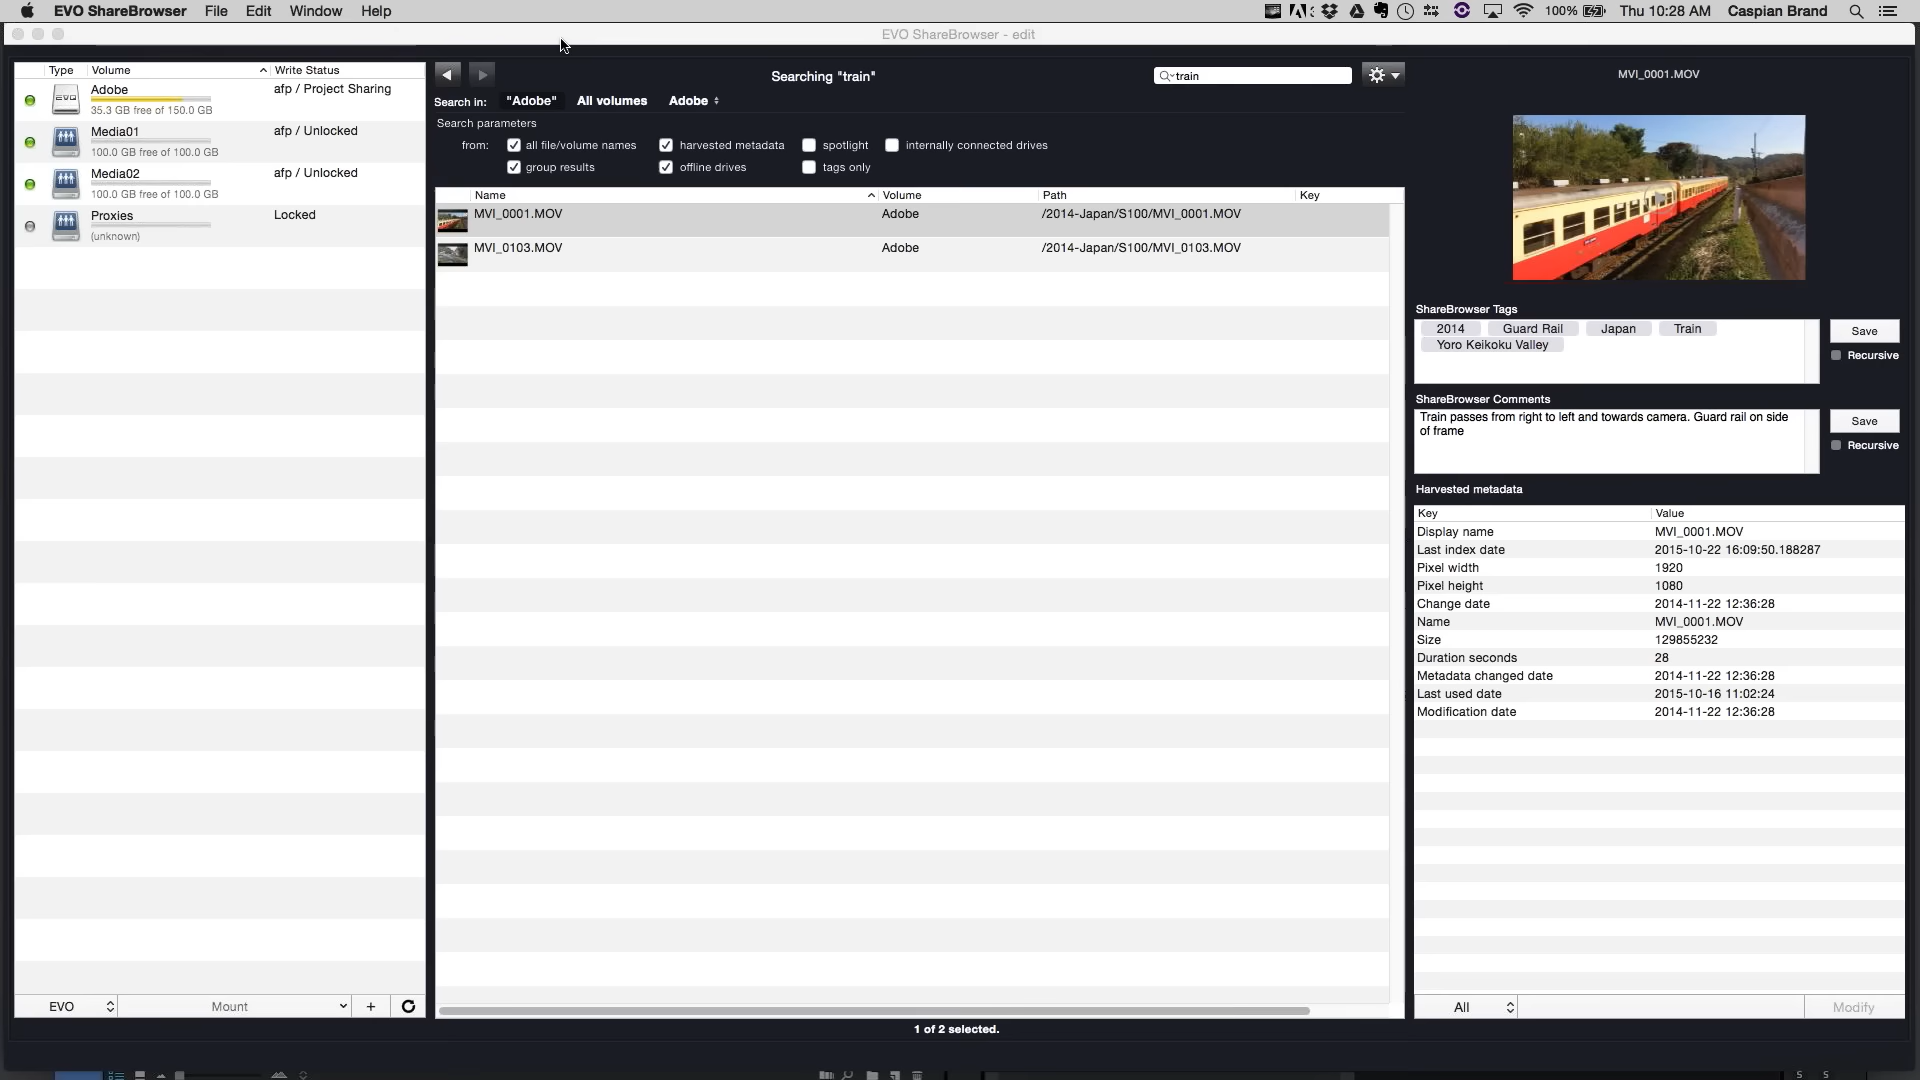 EVO ShareBrowser File Edit Window Help
100% Thu 10:28 AM Caspian Brand
EVO ShareBrowser - edit
Type Volume Write Status
EVO
Adobe
35.3 GB free of 150.0 GB
afp / Project Sharing
Media01
100.0 GB free of 100.0 GB
afp / Unlocked
Media02
100.0 GB free of 100.0 GB
afp / Unlocked
Proxies
(unknown)
Locked
EVO Mount +
Searching "train"
train
Search in: "Adobe" All volumes Adobe
Search parameters
from: all file/volume names harvested metadata spotlight internally connected drives
group results offline drives tags only
Name Volume Path Key
MVI_0001.MOV Adobe /2014-Japan/S100/MVI_0001.MOV
MVI_0103.MOV Adobe /2014-Japan/S100/MVI_0103.MOV
1 of 2 selected.
MVI_0001.MOV
ShareBrowser Tags
2014 Guard Rail Japan Train
Yoro Keikoku Valley
Save
Recursive
ShareBrowser Comments
Train passes from right to left and towards camera. Guard rail on side
of frame
Save
Recursive
Harvested metadata
Key Value
Display name MVI_0001.MOV
Last index date 2015-10-22 16:09:50.188287
Pixel width 1920
Pixel height 1080
Change date 2014-11-22 12:36:28
Name MVI_0001.MOV
Size 129855232
Duration seconds 28
Metadata changed date 2014-11-22 12:36:28
Last used date 2015-10-16 11:02:24
Modification date 2014-11-22 12:36:28
All Modify
S S